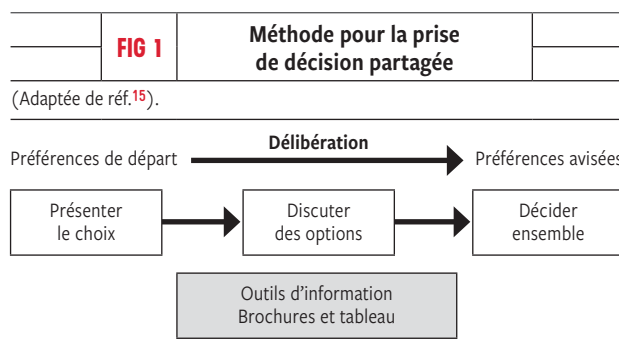 FIG 1
Méthode pour la prise
de décision partagée
(Adaptée de réf.15).
Délibération
Préférences de départ
Préférences avisées
Présenter
le choix
Discuter
des options
Décider
ensemble
Outils d’information
Brochures et tableau